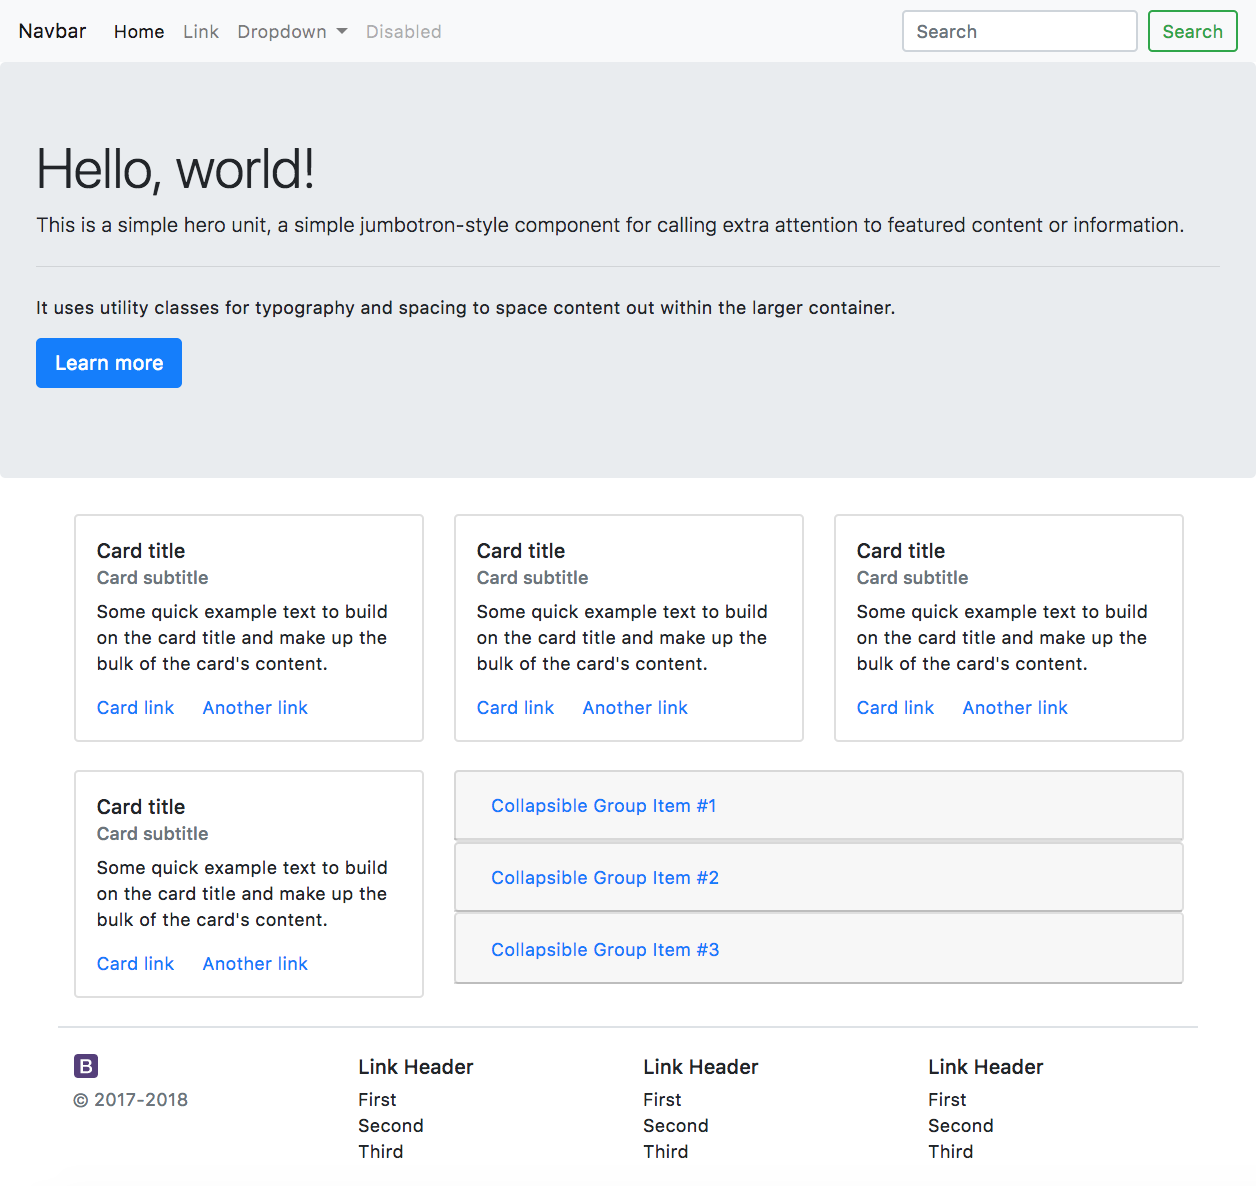 Navbar Home Link Dropdown Disabled Search Search
Hello, world!
This is a simple hero unit, a simple jumbotron-style component for calling extra attention to featured content or information.
It uses utility classes for typography and spacing to space content out within the larger container.
Learn more
Card title
Card subtitle
Some quick example text to build
on the card title and make up the
bulk of the card's content.
Card link Another link
Card title
Card subtitle
Some quick example text to build
on the card title and make up the
bulk of the card's content.
Card link Another link
Card title
Card subtitle
Some quick example text to build
on the card title and make up the
bulk of the card's content.
Card link Another link
Card title
Card subtitle
Some quick example text to build
on the card title and make up the
bulk of the card's content.
Card link Another link
Collapsible Group Item #1
Collapsible Group Item #2
Collapsible Group Item #3
B
© 2017-2018
Link Header
First
Second
Third
Link Header
First
Second
Third
Link Header
First
Second
Third